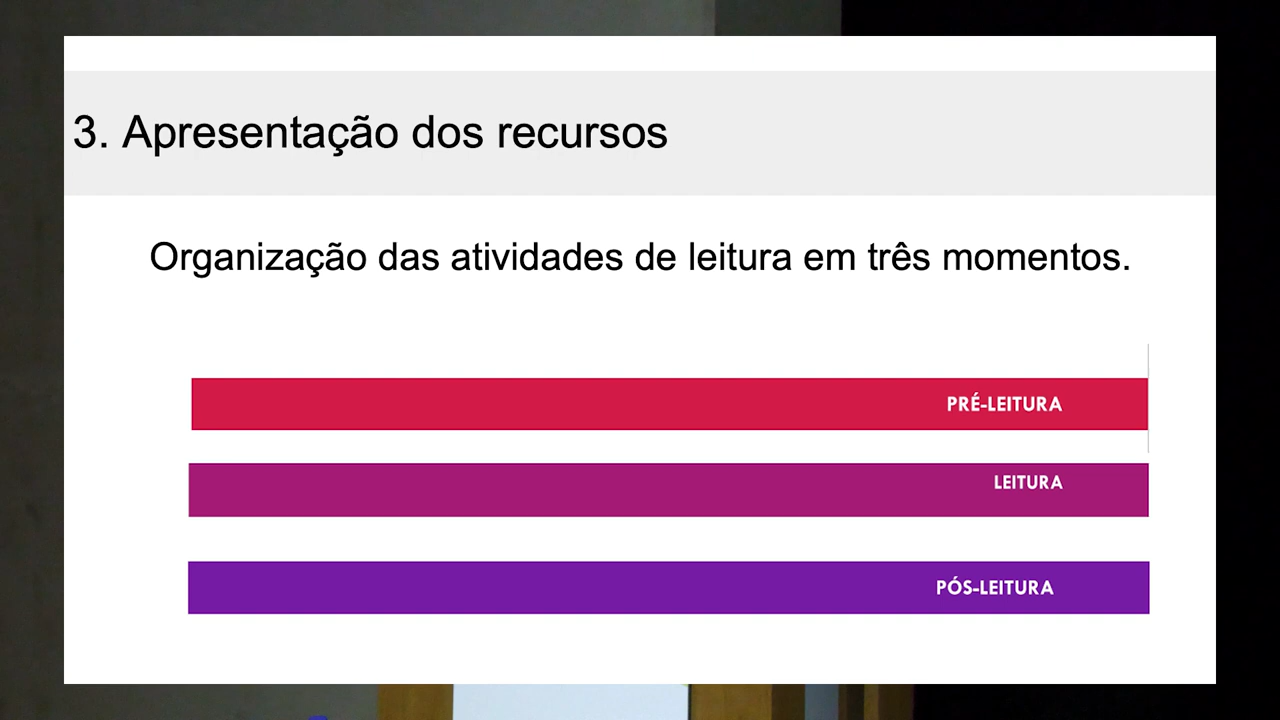 3. Apresentação dos recursos
Organização das atividades de leitura em três momentos.
PRÉ-LEITURA
LEITURA
PÓS-LEITURA